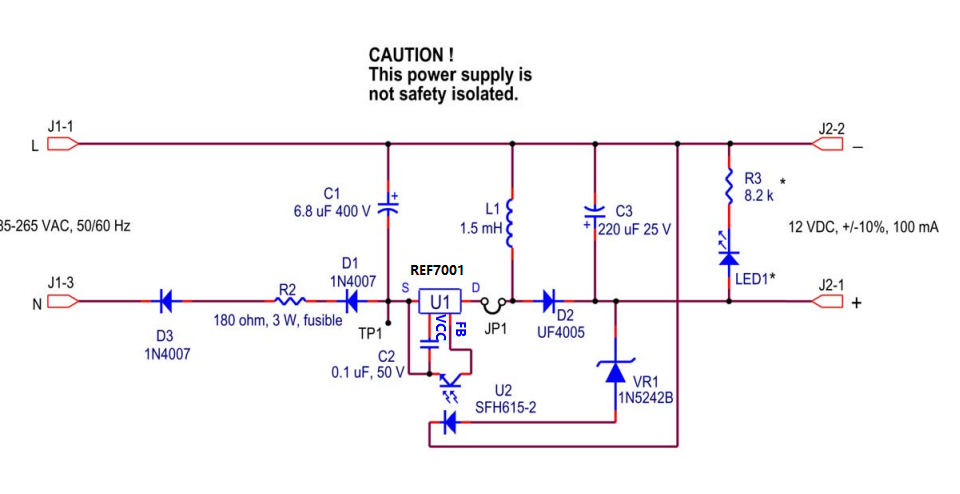 CAUTION !
This power supply is
not safety isolated.
J1-1
L
J2-2
–
C1
6.8 uF 400 V
+
L1
1.5 mH
C3
+
220 uF 25 V
R3
8.2 k
*
85-265 VAC, 50/60 Hz
12 VDC, +/-10%, 100 mA
LED1*
J1-3
N
D3
1N4007
R2
180 ohm, 3 W, fusible
D1
1N4007
TP1
REF7001
S
U1
D
VCC
FB
JP1
D2
UF4005
J2-1
+
C2
0.1 uF, 50 V
U2
SFH615-2
VR1
1N5242B